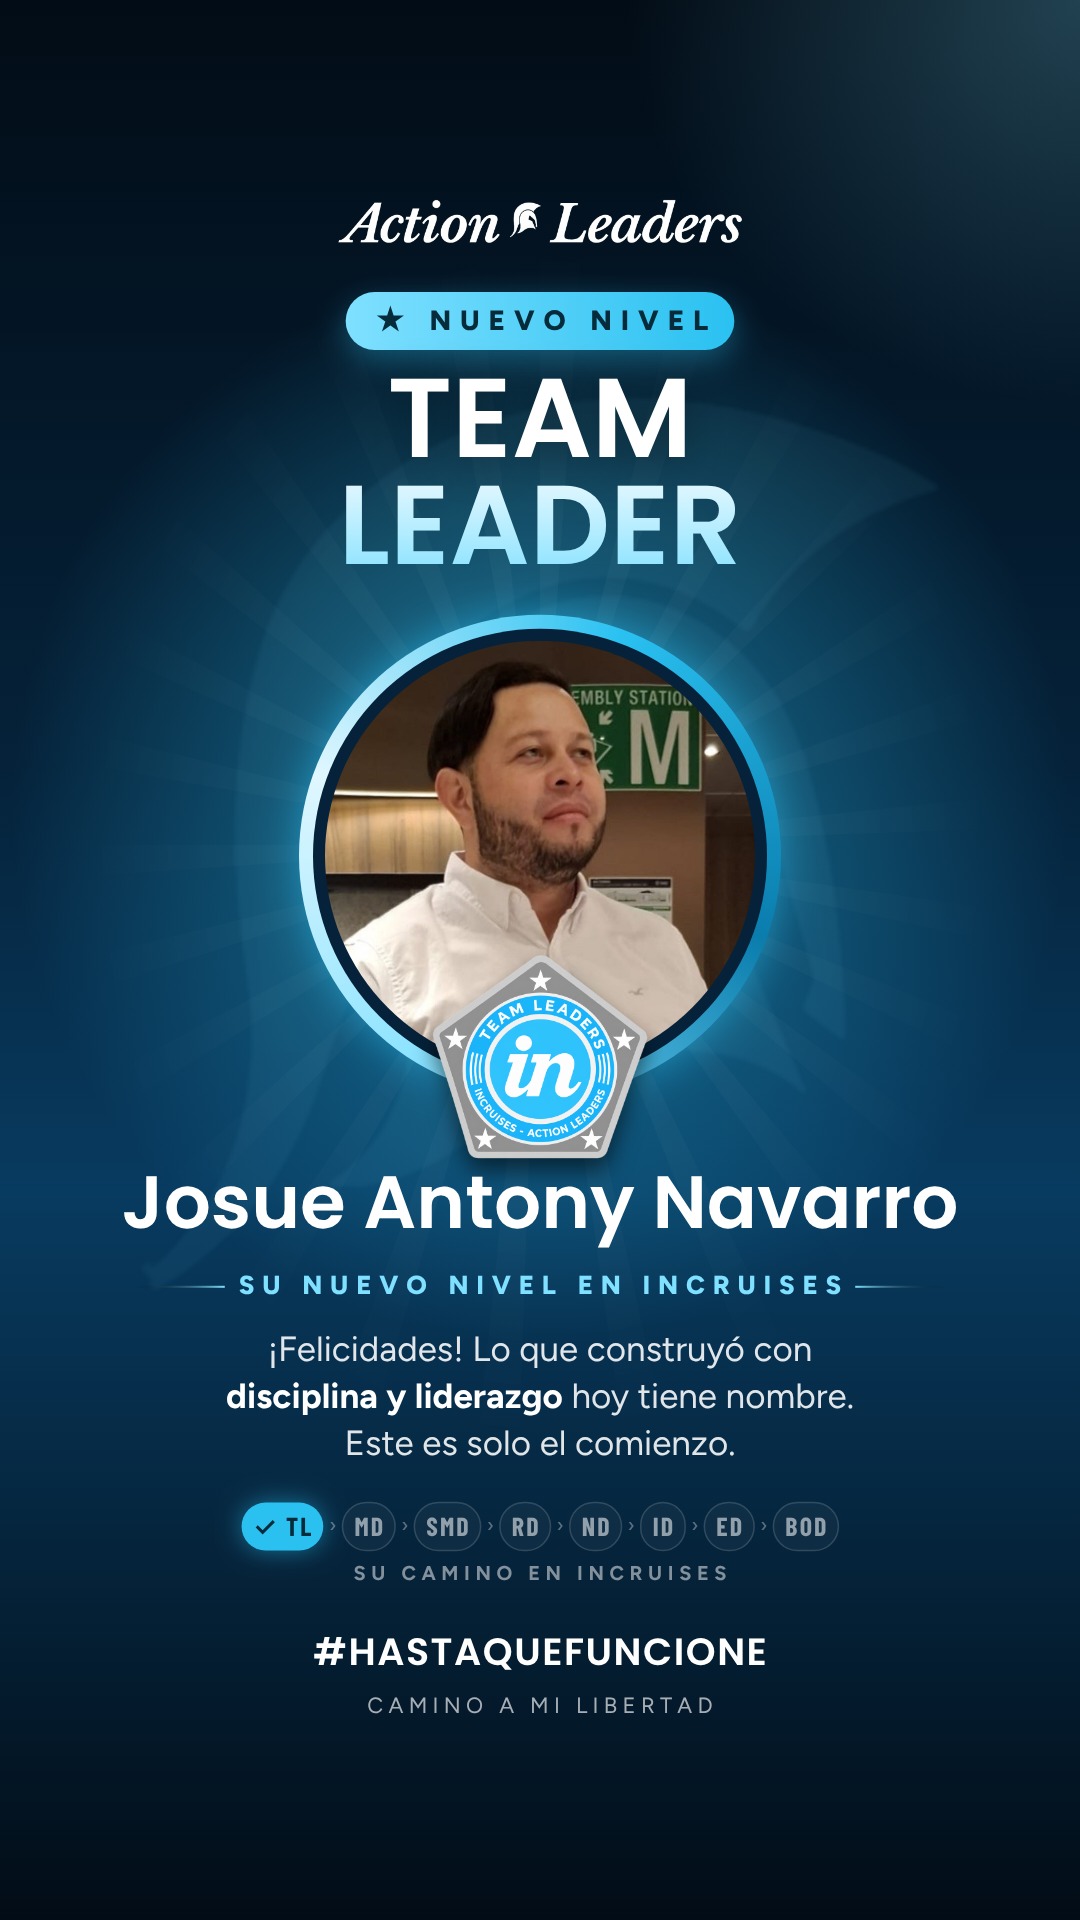 Action Leaders
★ NUEVO NIVEL
TEAM
LEADER
EMBLY STATION
M
TEAM LEADERS
in
INCRUISES - ACTION LEADERS
Josue Antony Navarro
SU NUEVO NIVEL EN INCRUISES
¡Felicidades! Lo que construyó con
disciplina y liderazgo hoy tiene nombre.
Este es solo el comienzo.
✓ TL › MD › SMD › RD › ND › ID › ED › BOD
SU CAMINO EN INCRUISES
#HASTAQUEFUNCIONE
CAMINO A MI LIBERTAD